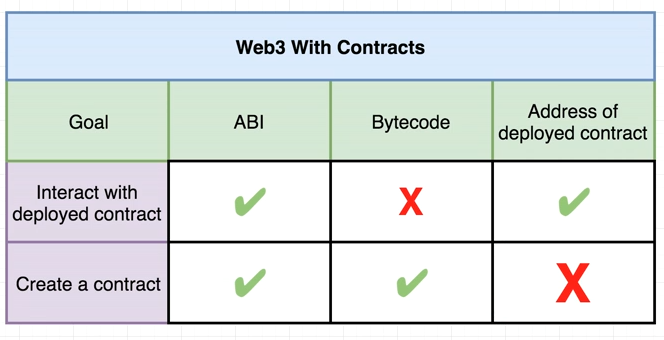 Web3 With Contracts
Goal
ABI
Bytecode
Address of
deployed contract
Interact with
deployed contract
✔
X
✔
Create a contract
✔
✔
X